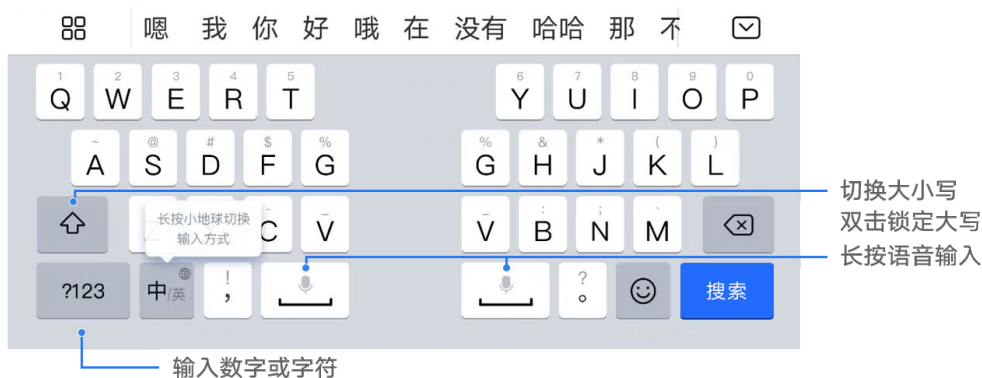 嗯 我 你 好 哦 在 没有 哈哈 那 不
1 2 3 4 5 6 7 8 9 0
Q W E R T Y U I O P
~ @ # $ % % & * ( )
A S D F G G H J K L
切换大小写
双击锁定大写
长按小地球切换
输入方式
C V V B N M
长按语音输入
?123 中/英 ! , ? 。 搜索
输入数字或字符